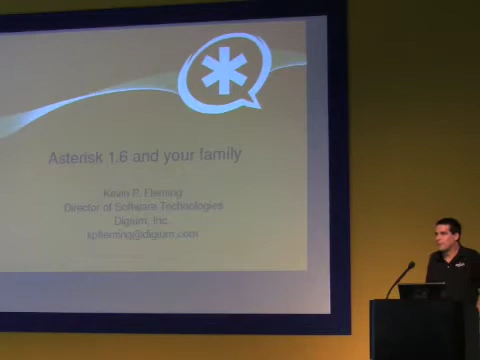 Asterisk 1.6 and your family
Kevin P. Fleming
Director of Software Technologies
Digium, Inc.
kpfleming@digium.com